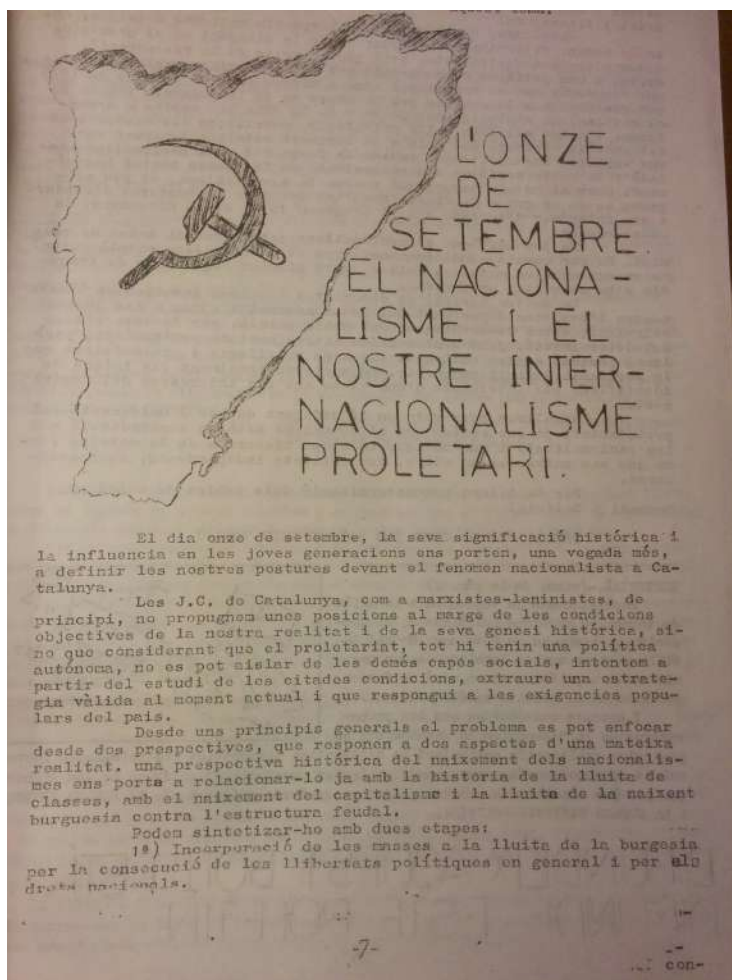 L'ONZE
DE
SETEMBRE.
EL NACIONA-
LISME I EL
NOSTRE INTER-
NACIONALISME
PROLETARI.
El dia onze de setembre, la seva significació histórica i
la influencia en les joves generacions ens porten, una vegada més,
a definir les nostres postures devant el fenomen nacionalista a Ca-
talunya.
Les J.C. de Catalunya, com a marxistes-leninistes, de
principi, no propugnem unes posicions al marge de les condicions
objectives de la nostra realitat i de la seva genesi histórica, si-
no que considerant que el proletariat, tot hi tenin una política
autónoma, no es pot aislar de les demés capes socials, intentem a
partir del estudi de les citades condicions, extraure una estrate-
gia vàlida al moment actual i que respongui a les exigencies popu-
lars del pais.
Desde uns principis generals el problema es pot enfocar
desde dos prespectives, que responen a dos aspectes d'una mateixa
realitat. una prespectiva histórica del naixement dels nacionalis-
mes ens porta a relacionar-lo ja amb la historia de la lluita de
classes, amb el naixement del capitalisme i la lluita de la naixent
burguesia contra l'estructura feudal.
Podem sintetizar-ho amb dues etapes:
1ª) Incorporació de les masses a la lluita de la burgesia
per la consecució de les llibertats polítiques en general i per els
drets nacionals.
-7-
con-